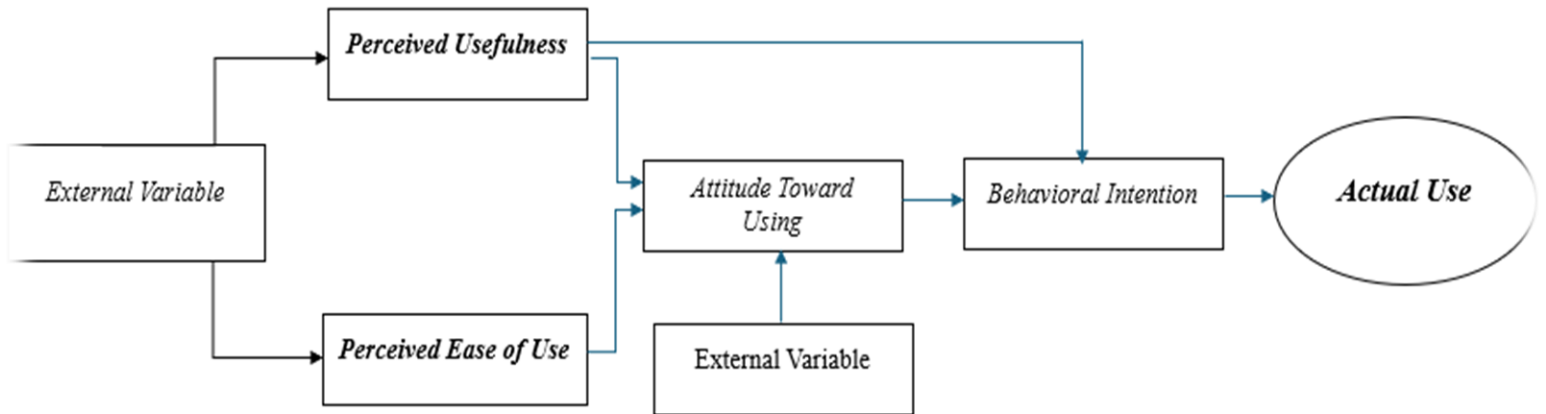 Perceived Usefulness
External Variable
Attitude Toward
Using
Behavioral Intention
Actual Use
Perceived Ease of Use
External Variable